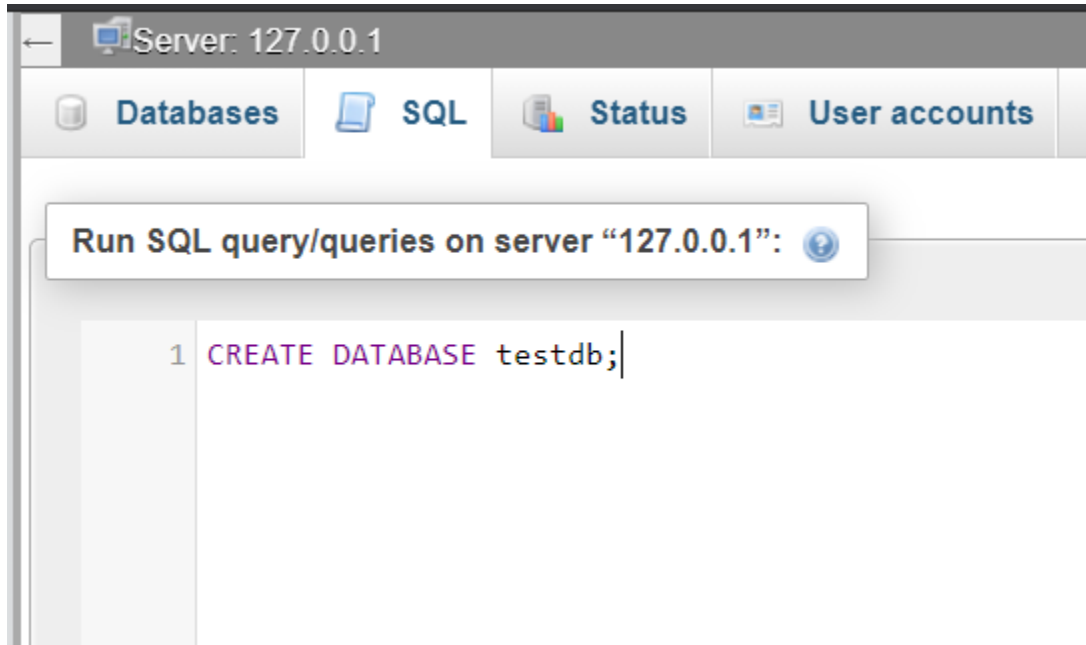 ← Server: 127.0.0.1
Databases SQL Status User accounts
Run SQL query/queries on server “127.0.0.1”:
1 CREATE DATABASE testdb;